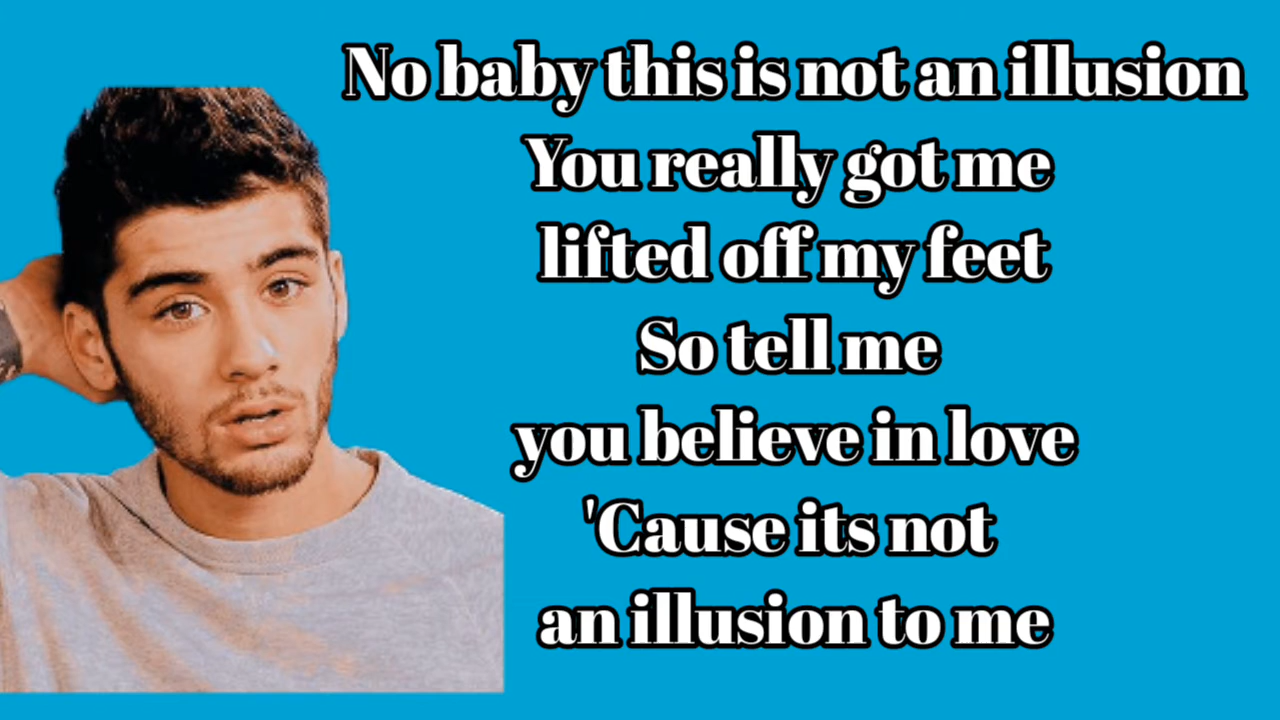 No baby this is not an illusion
You really got me
lifted off my feet
So tell me
you believe in love
'Cause its not
an illusion to me